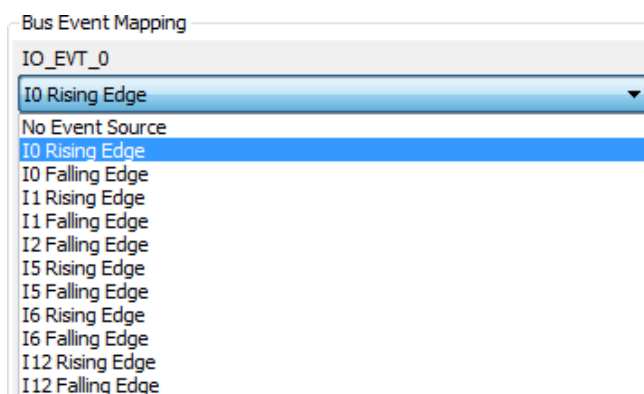 Bus Event Mapping
IO_EVT_0
I0 Rising Edge
No Event Source
I0 Rising Edge
I0 Falling Edge
I1 Rising Edge
I1 Falling Edge
I2 Falling Edge
I5 Rising Edge
I5 Falling Edge
I6 Rising Edge
I6 Falling Edge
I12 Rising Edge
I12 Falling Edge